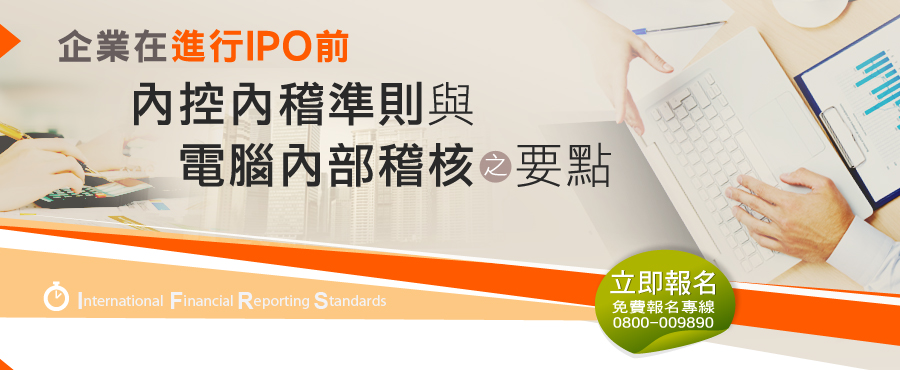 企業在進行IPO前
內控內稽準則與
電腦內部稽核之要點
International Financial Reporting Standards
立即報名
免費報名專線
0800-009890